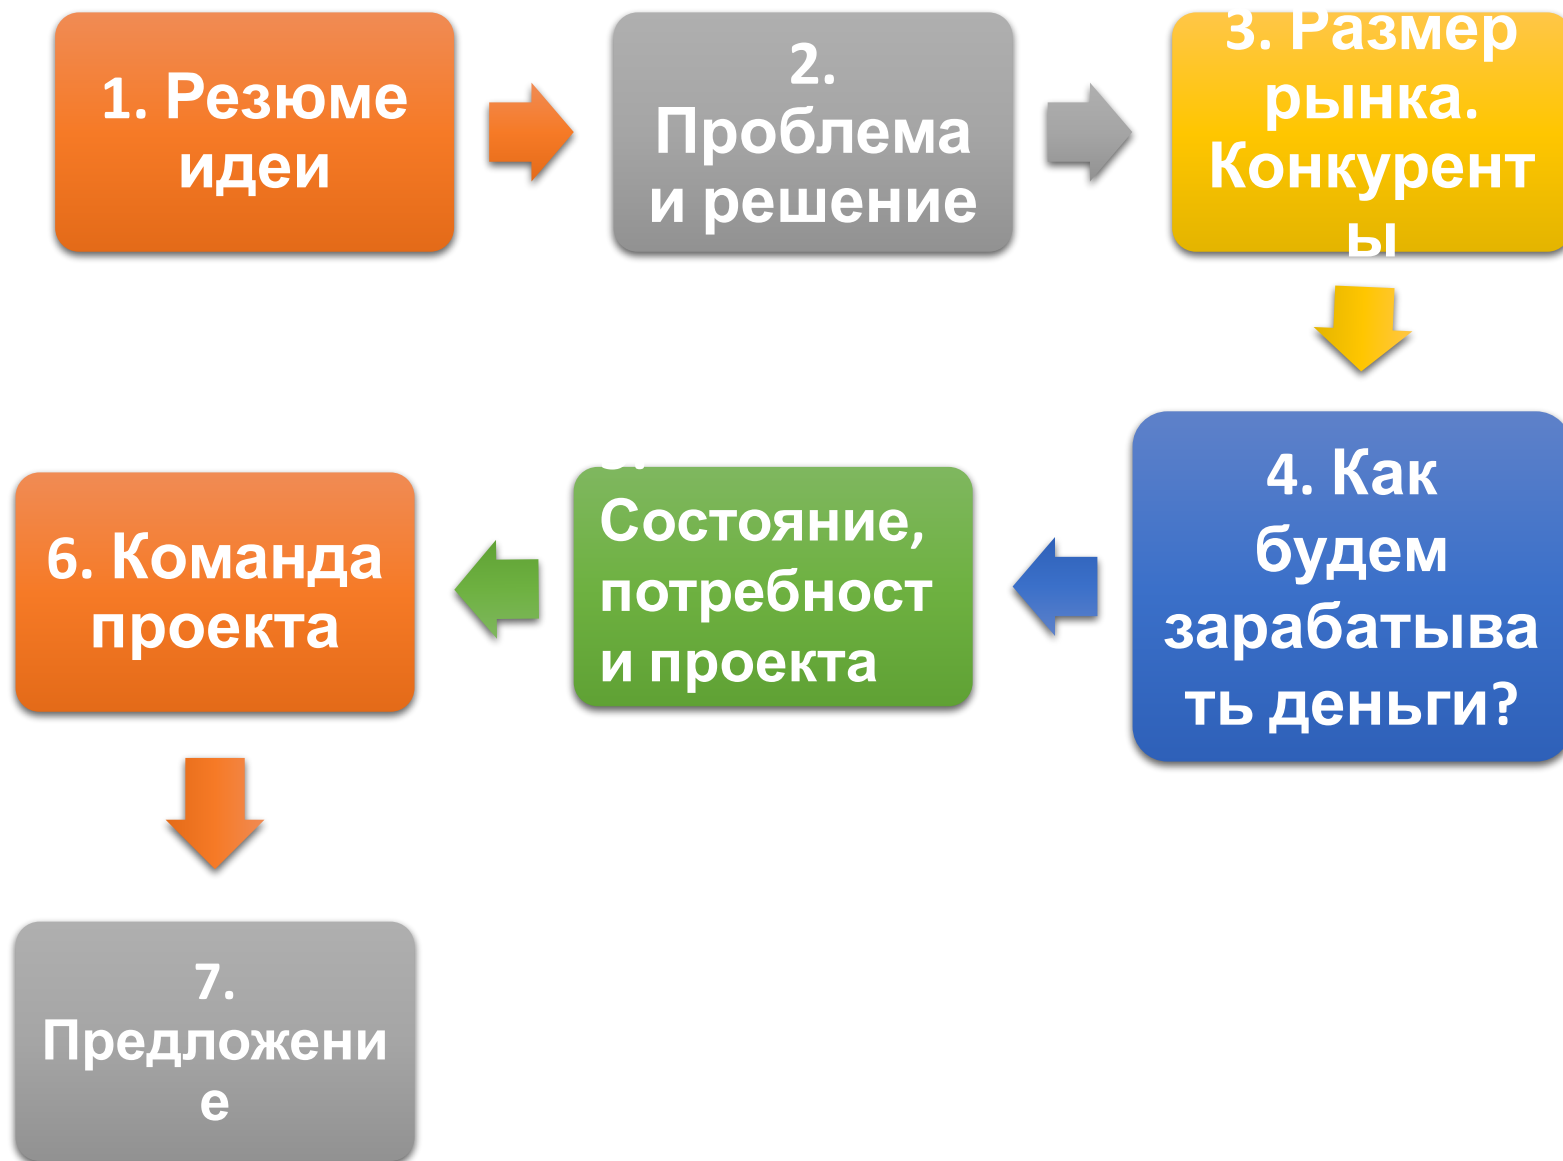 1. Резюме
идеи
2.
Проблема
и решение
3. Размер
рынка.
Конкурент
ы
4. Как
будем
зарабатыва
ть деньги?
Состояние,
потребност
и проекта
6. Команда
проекта
7.
Предложени
е